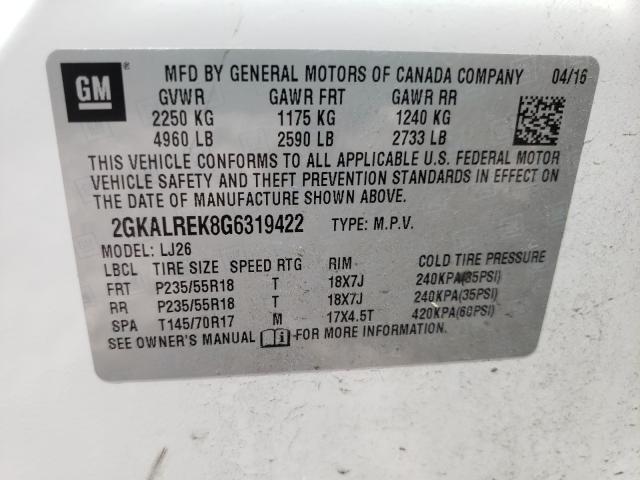 GM ® MFD BY GENERAL MOTORS OF CANADA COMPANY 04/16
GVWR GAWR FRT GAWR RR
2250 KG 1175 KG 1240 KG
4960 LB 2590 LB 2733 LB
THIS VEHICLE CONFORMS TO ALL APPLICABLE U.S. FEDERAL MOTOR
VEHICLE SAFETY AND THEFT PREVENTION STANDARDS IN EFFECT ON
THE DATE OF MANUFACTURE SHOWN ABOVE.
2GKALREK8G6319422 TYPE: M.P.V.
MODEL: LJ26
LBCL TIRE SIZE SPEED RTG RIM COLD TIRE PRESSURE
FRT P235/55R18 T 18X7J 240KPA(35PSI)
RR P235/55R18 T 18X7J 240KPA(35PSI)
SPA T145/70R17 M 17X4.5T 420KPA(60PSI)
SEE OWNER'S MANUAL i FOR MORE INFORMATION.